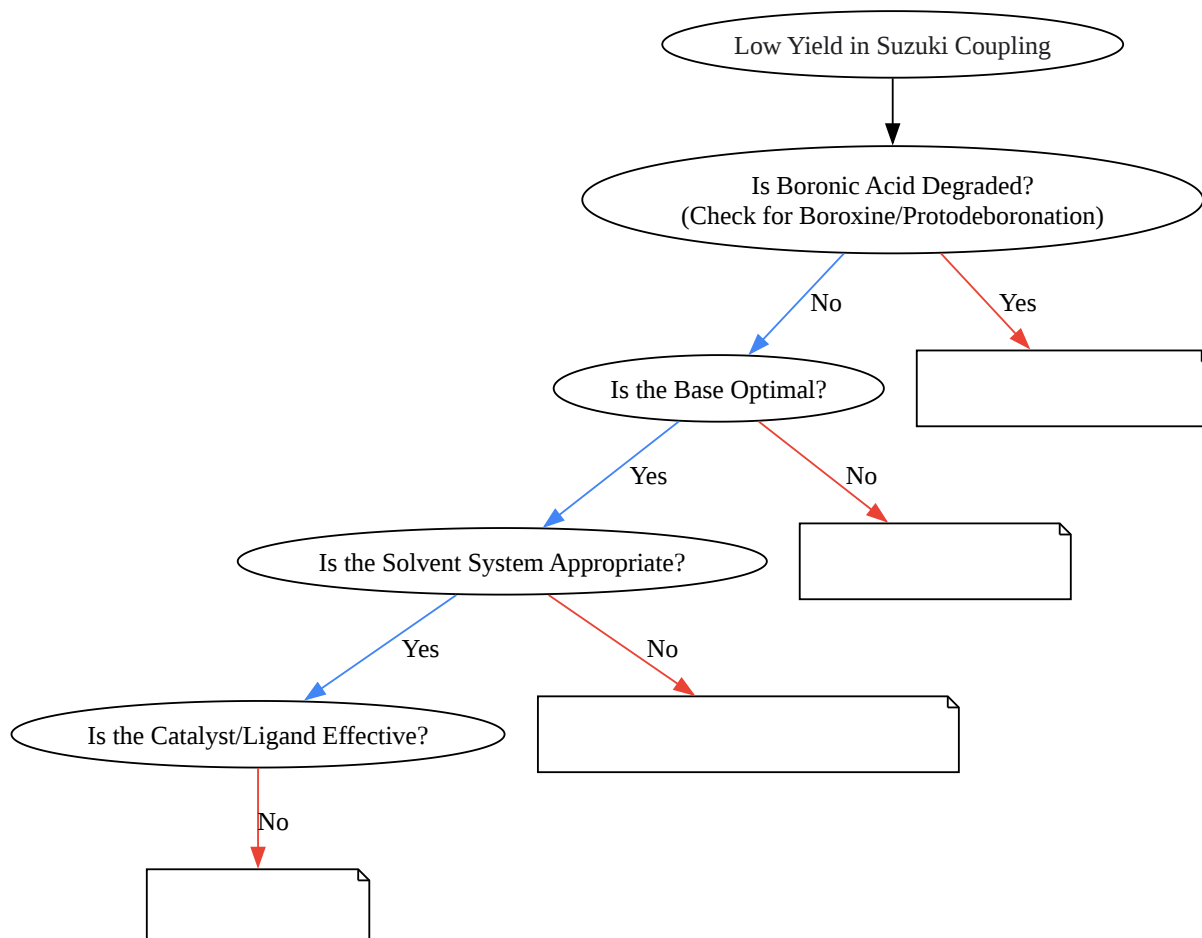 Low Yield in Suzuki Coupling
Is Boronic Acid Degraded?
(Check for Boroxine/Protodeboronation)
No
Yes
Is the Base Optimal?
Yes
No
Is the Solvent System Appropriate?
Yes
No
Is the Catalyst/Ligand Effective?
No